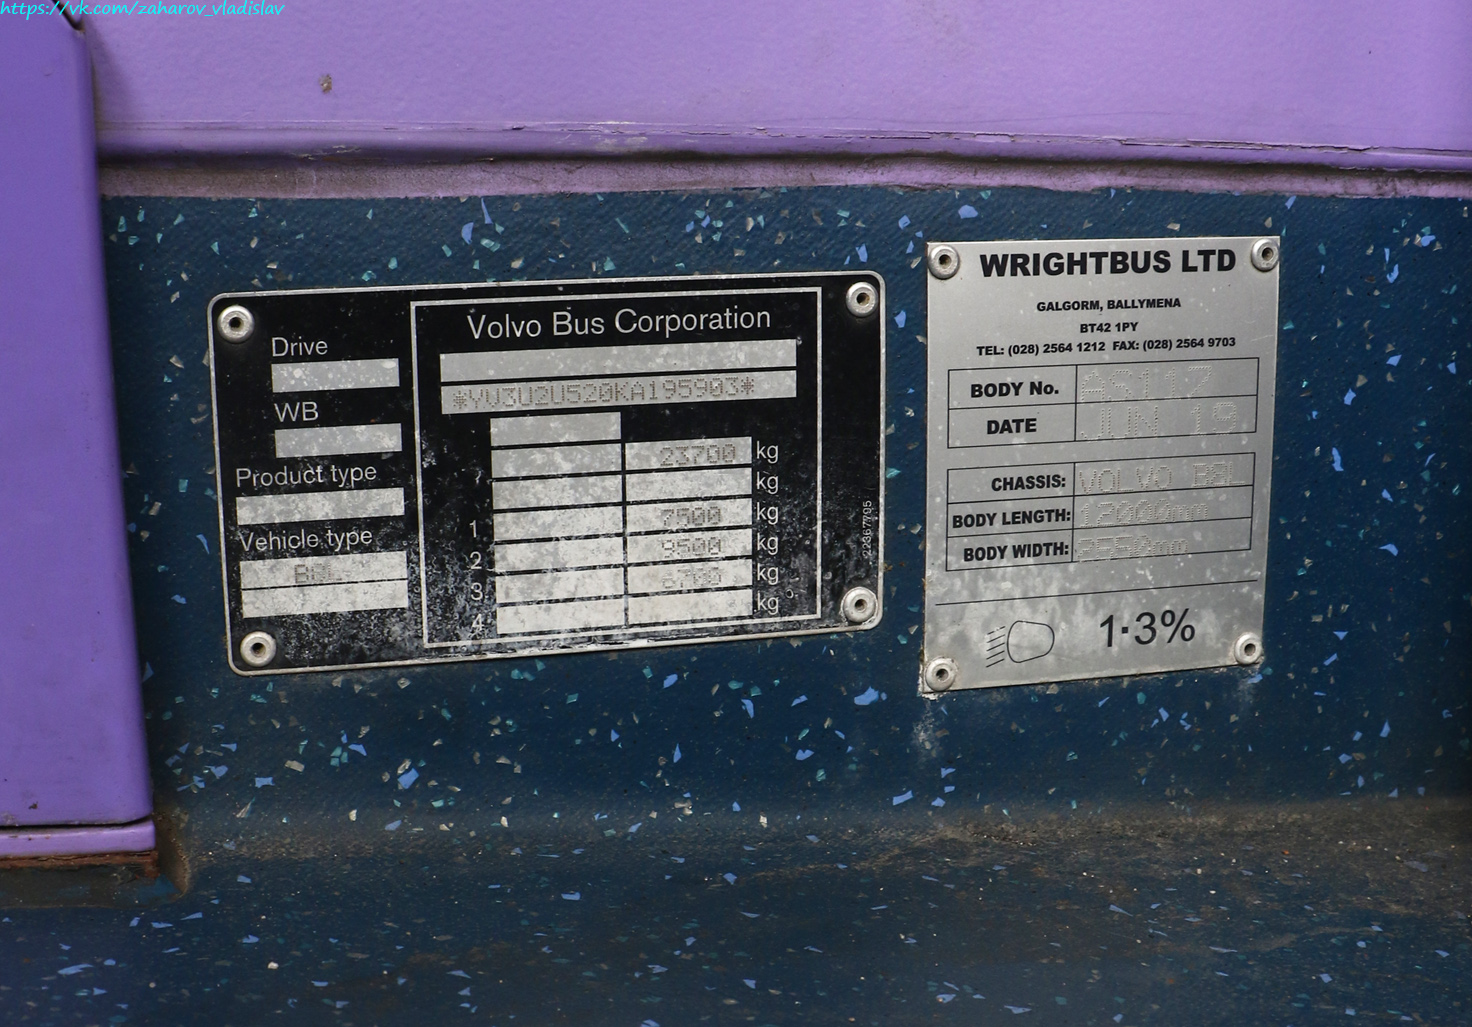 https://vk.com/zaharov_vladislav
Drive
WB
Product type
Vehicle type
B8L
Volvo Bus Corporation
*YV3U2U520KA195903*
23700 kg
kg
1 7500 kg
2 9500 kg
3 6700 kg
4 kg
22367795
WRIGHTBUS LTD
GALGORM, BALLYMENA
BT42 1PY
TEL: (028) 2564 1212 FAX: (028) 2564 9703
BODY No. AS117
DATE JUN 19
CHASSIS: VOLVO B8L
BODY LENGTH: 12000mm
BODY WIDTH:
1·3%